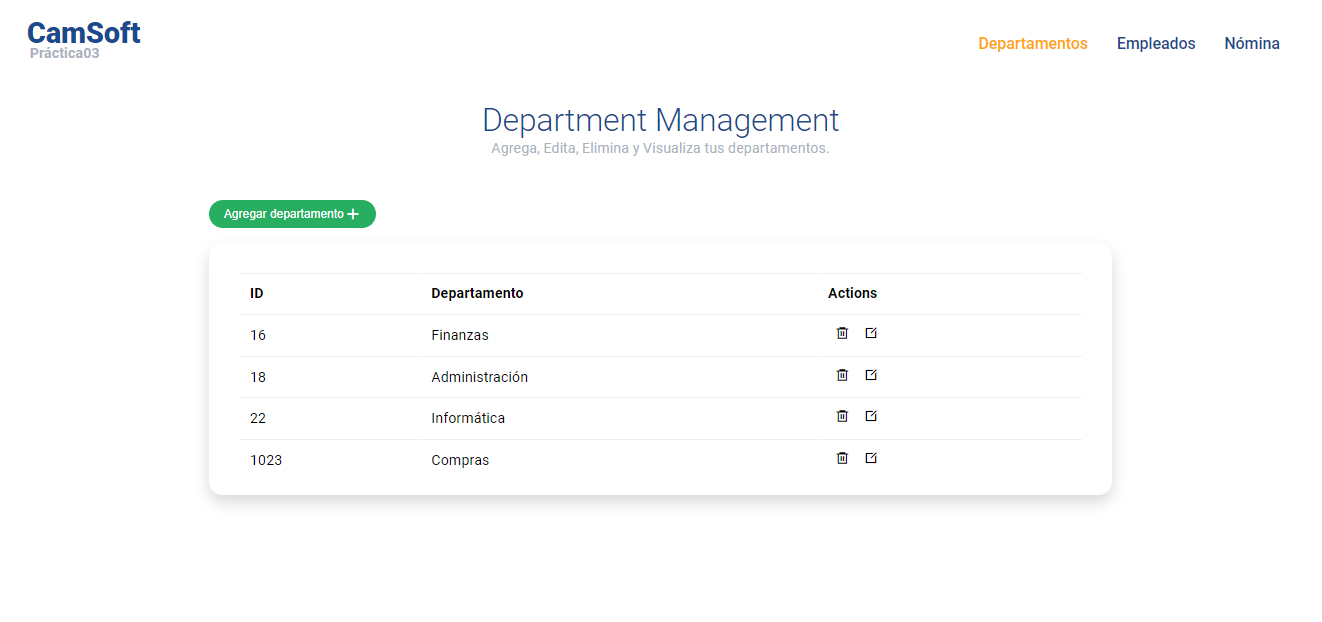 CamSoft
Práctica03
Departamentos Empleados Nómina
Department Management
Agrega, Edita, Elimina y Visualiza tus departamentos.
Agregar departamento
ID Departamento Actions
16 Finanzas
18 Administración
22 Informática
1023 Compras